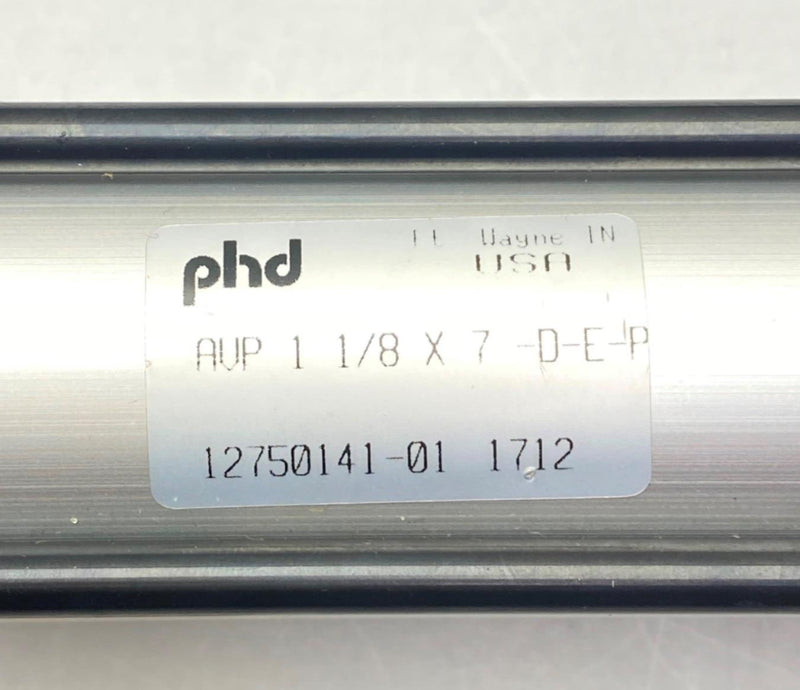 phd
Ft Wayne IN
USA
AVP 1 1/8 X 7 -D-E-P
12750141-01 1712